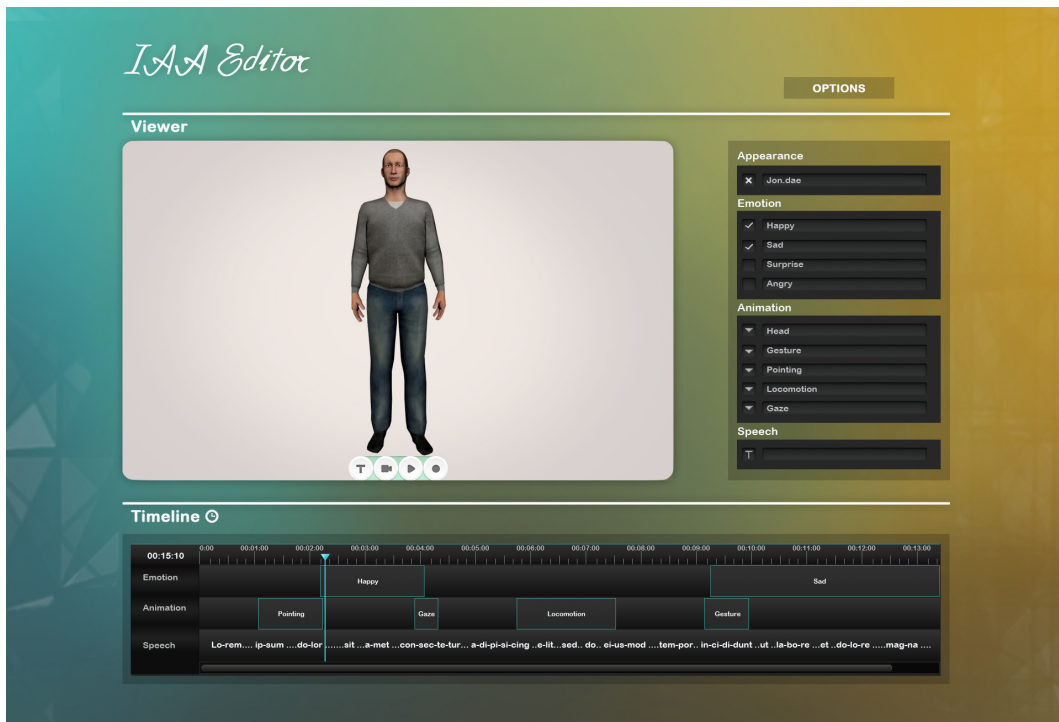 IAA Editor
OPTIONS
Viewer
Appearance
Jon.dae
Emotion
Happy
Sad
Surprise
Angry
Animation
Head
Gesture
Pointing
Locomotion
Gaze
Speech
T
T
Timeline
00:15:10
0:00 00:01:00 00:02:00 00:03:00 00:04:00 00:05:00 00:06:00 00:07:00 00:08:00 00:09:00 00:10:00 00:11:00 00:12:00 00:13:00
Emotion Happy Sad
Animation Pointing Gaze Locomotion Gesture
Speech Lo-rem.... ip-sum ....do-lor .......sit ...a-met ...con-sec-te-tur... a-di-pi-si-cing ..e-lit...sed.. do.. ei-us-mod ....tem-por.. in-ci-di-dunt ..ut ..la-bo-re ...et ..do-lo-re .....mag-na ....